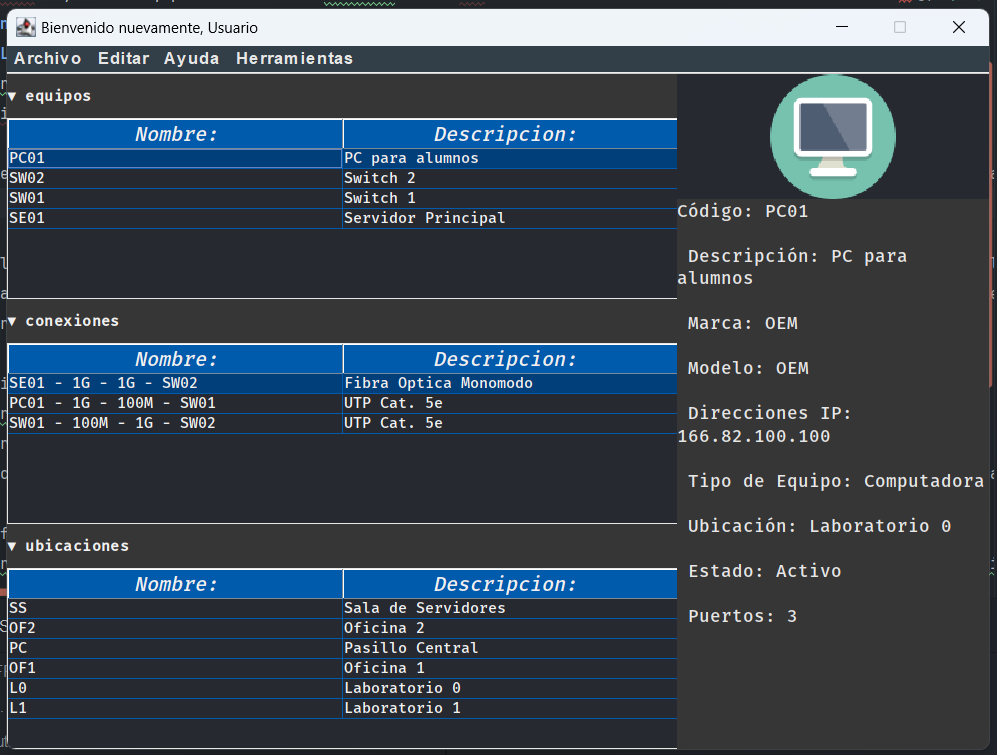 Bienvenido nuevamente, Usuario
Archivo Editar Ayuda Herramientas
▼ equipos
Nombre: Descripcion:
PC01 PC para alumnos
SW02 Switch 2
SW01 Switch 1
SE01 Servidor Principal
▼ conexiones
Nombre: Descripcion:
SE01 - 1G - 1G - SW02 Fibra Optica Monomodo
PC01 - 1G - 100M - SW01 UTP Cat. 5e
SW01 - 100M - 1G - SW02 UTP Cat. 5e
▼ ubicaciones
Nombre: Descripcion:
SS Sala de Servidores
OF2 Oficina 2
PC Pasillo Central
OF1 Oficina 1
L0 Laboratorio 0
L1 Laboratorio 1
Código: PC01
Descripción: PC para
alumnos
Marca: OEM
Modelo: OEM
Direcciones IP:
166.82.100.100
Tipo de Equipo: Computadora
Ubicación: Laboratorio 0
Estado: Activo
Puertos: 3